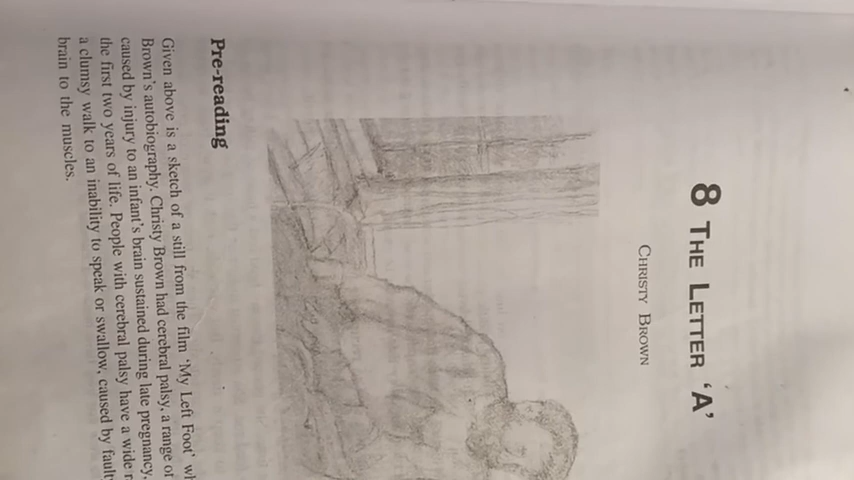 8 THE LETTER 'A'
CHRISTY BROWN
Pre-reading
Given above is a sketch of a still from the film 'My Left Foot'
Brown's autobiography. Christy Brown had cerebral palsy, a range of
caused by injury to an infant's brain sustained during late pregnancy,
the first two years of life. People with cerebral palsy have a wide
a clumsy walk to an inability to speak or swallow, caused by
brain to the muscles.